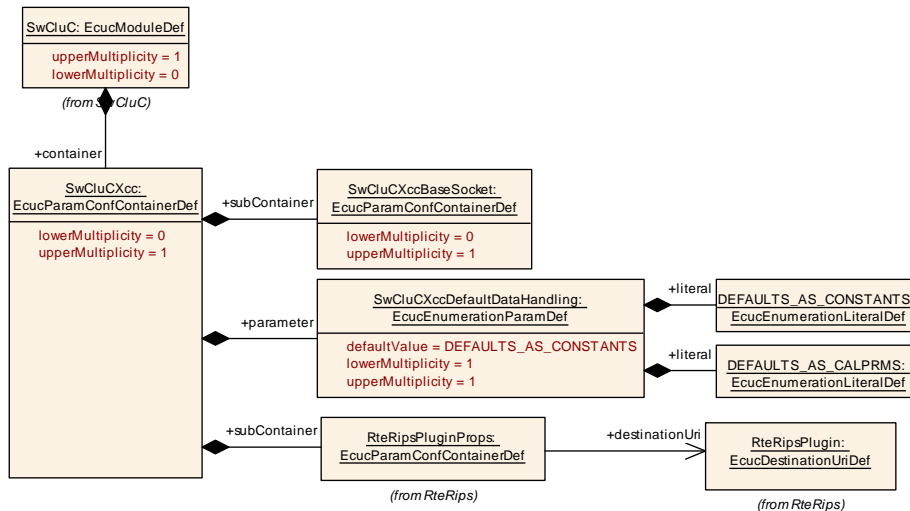 SwCluC: EcucModuleDef
upperMultiplicity = 1
lowerMultiplicity = 0
(from SwCluC)
+container
SwCluCXcc:
EcucParamConfContainerDef
lowerMultiplicity = 0
upperMultiplicity = 1
+subContainer
SwCluCXccBaseSocket:
EcucParamConfContainerDef
lowerMultiplicity = 0
upperMultiplicity = 1
+parameter
SwCluCXccDefaultDataHandling:
EcucEnumerationParamDef
defaultValue = DEFAULTS_AS_CONSTANTS
lowerMultiplicity = 1
upperMultiplicity = 1
+literal
DEFAULTS_AS_CONSTANTS
EcucEnumerationLiteralDef
+literal
DEFAULTS_AS_CALPRMS:
EcucEnumerationLiteralDef
+subContainer
RteRipsPluginProps:
EcucParamConfContainerDef
(from RteRips)
+destinationUri
RteRipsPlugin:
EcucDestinationUriDef
(from RteRips)